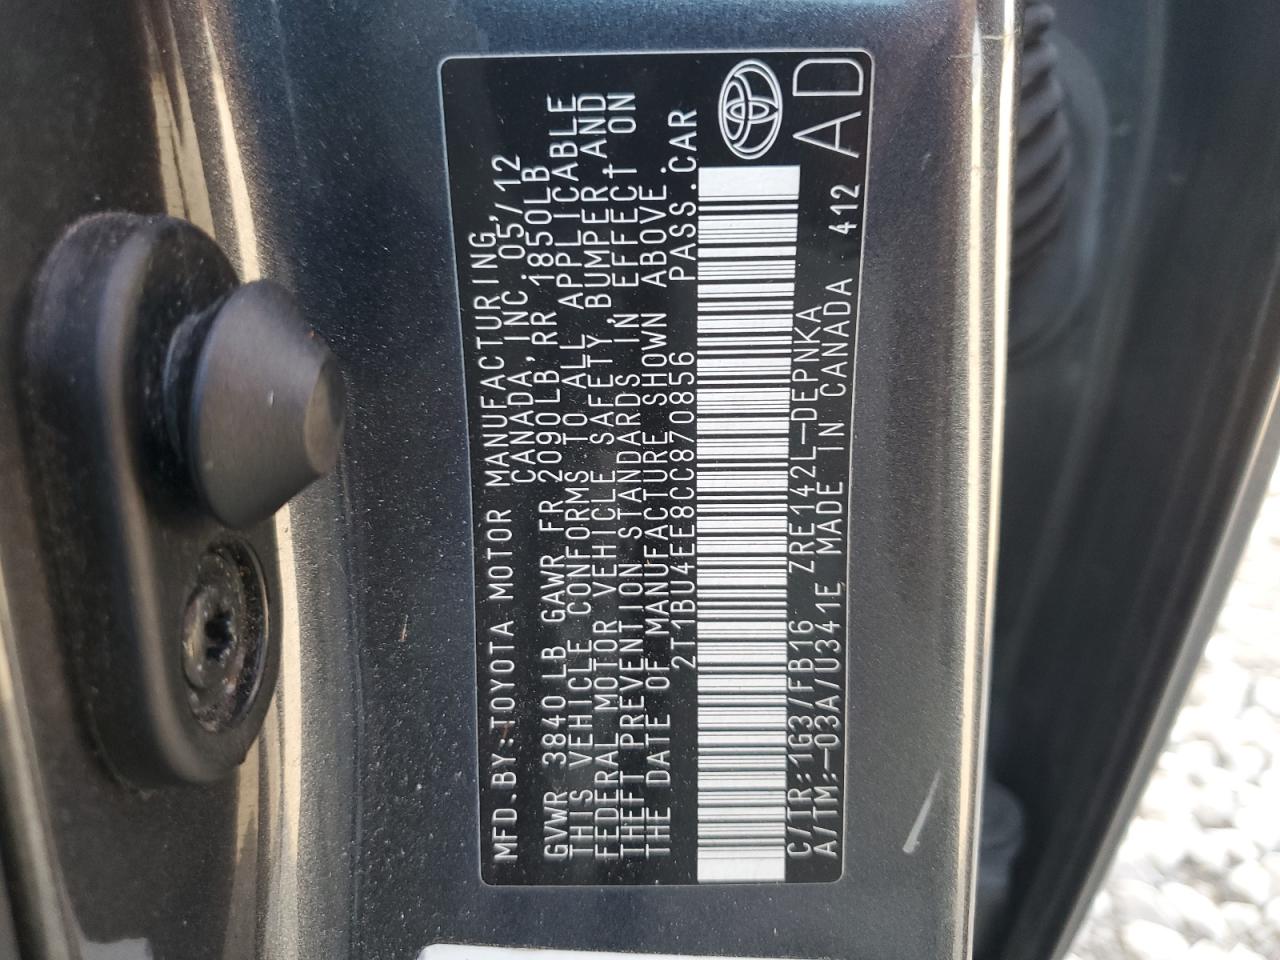 MFD.BY:TOYOTA MOTOR MANUFACTURING,
CANADA, INC. 05/12
GVWR 3840LB GAWR FR 2090LB, RR 1850LB
THIS VEHICLE CONFORMS TO ALL APPLICABLE
FEDERAL MOTOR VEHICLE SAFETY, BUMPER, AND
THEFT PREVENTION STANDARDS IN EFFECT ON
THE DATE OF MANUFACTURE SHOWN ABOVE.
2T1BU4EE8CC870856 PASS.CAR
C/TR:1G3/FB16 ZRE142L-DEPNKA
A/TM:-03A/U341E MADE IN CANADA 412
AD